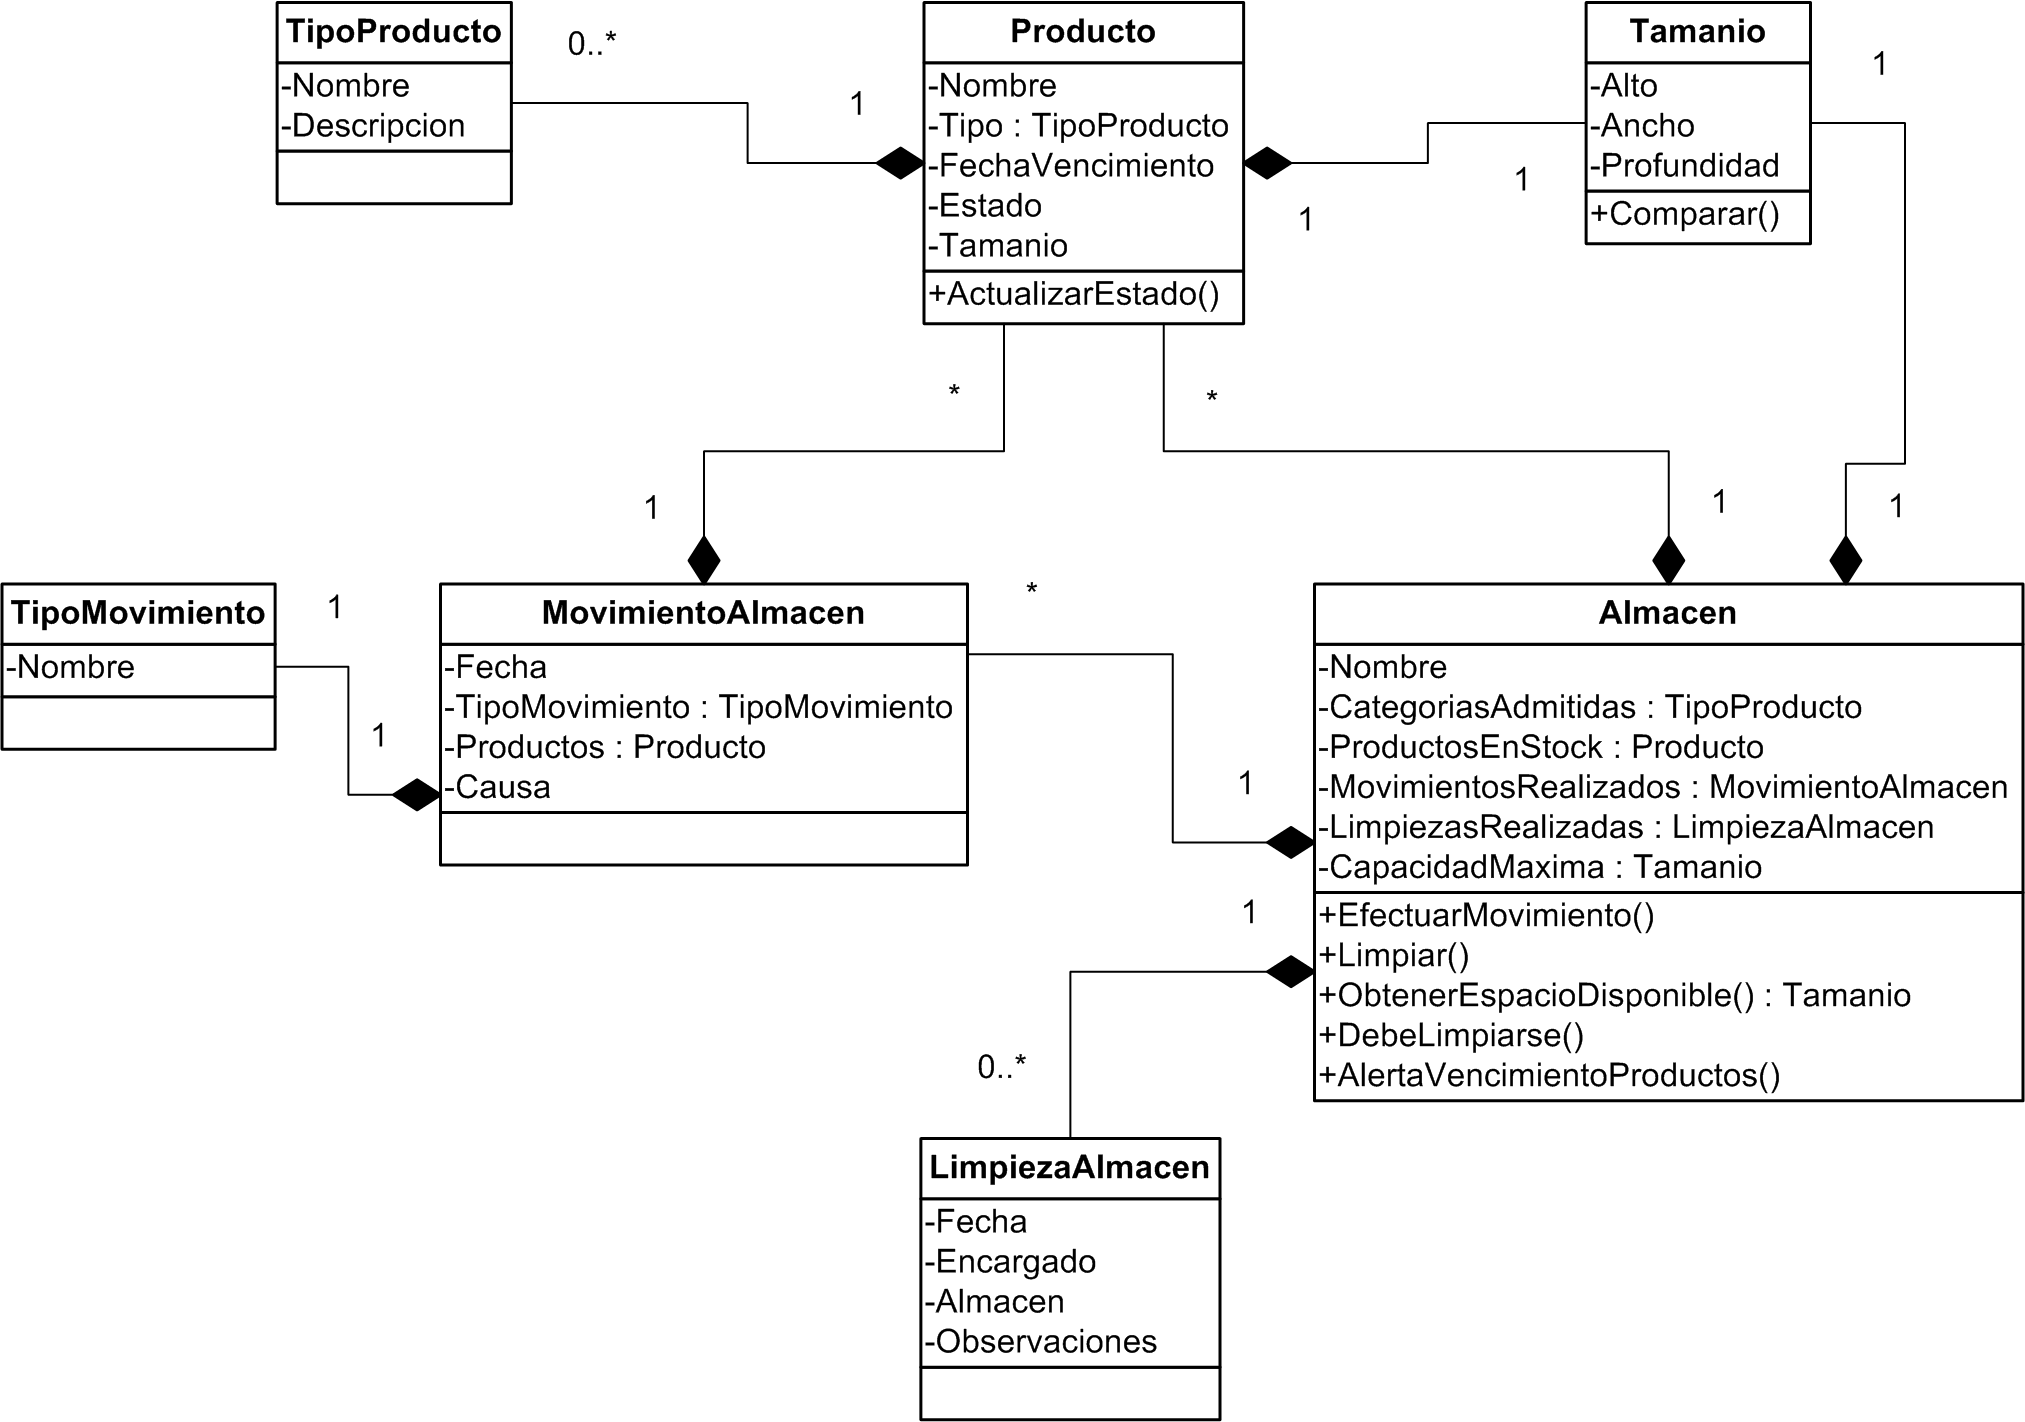 TipoProducto
-Nombre
-Descripcion
0..*
1
Producto
-Nombre
-Tipo : TipoProducto
-FechaVencimiento
-Estado
-Tamanio
+ActualizarEstado()
1
1
Tamanio
-Alto
-Ancho
-Profundidad
+Comparar()
1
*
*
1
1
1
TipoMovimiento
-Nombre
1
1
MovimientoAlmacen
-Fecha
-TipoMovimiento : TipoMovimiento
-Productos : Producto
-Causa
*
1
1
Almacen
-Nombre
-CategoriasAdmitidas : TipoProducto
-ProductosEnStock : Producto
-MovimientosRealizados : MovimientoAlmacen
-LimpiezasRealizadas : LimpiezaAlmacen
-CapacidadMaxima : Tamanio
+EfectuarMovimiento()
+Limpiar()
+ObtenerEspacioDisponible() : Tamanio
+DebeLimpiarse()
+AlertaVencimientoProductos()
0..*
LimpiezaAlmacen
-Fecha
-Encargado
-Almacen
-Observaciones